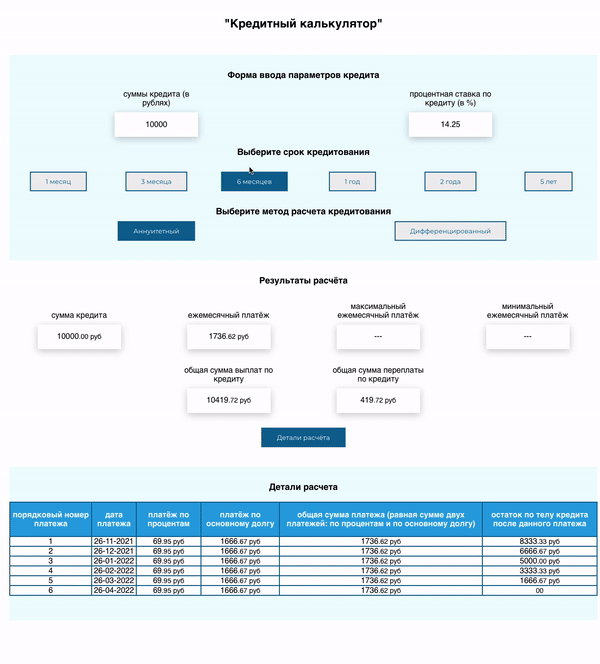 "Кредитный калькулятор"
Форма ввода параметров кредита
суммы кредита (в
рублях)
процентная ставка по
кредиту (в %)
10000
14.25
Выберите срок кредитования
1 месяц 3 месяца 6 месяцев 1 год 2 года 5 лет
Выберите метод расчета кредитования
Аннуитетный Дифференцированный
Результаты расчёта
сумма кредита
ежемесячный платёж
максимальный
ежемесячный платёж
минимальный
ежемесячный платёж
10000.00 руб 1736.62 руб --- ---
общая сумма выплат по
кредиту
общая сумма переплаты
по кредиту
10419.72 руб 419.72 руб
Детали расчёта
Детали расчета
порядковый номер
платежа
дата
платежа
платёж по
процентам
платёж по
основному долгу
общая сумма платежа (равная сумме двух
платежей: по процентам и по основному долгу)
остаток по телу кредита
после данного платежа
1 26-11-2021 69.95 руб 1666.67 руб 1736.62 руб 8333.33 руб
2 26-12-2021 69.95 руб 1666.67 руб 1736.62 руб 6666.67 руб
3 26-01-2022 69.95 руб 1666.67 руб 1736.62 руб 5000.00 руб
4 26-02-2022 69.95 руб 1666.67 руб 1736.62 руб 3333.33 руб
5 26-03-2022 69.95 руб 1666.67 руб 1736.62 руб 1666.67 руб
6 26-04-2022 69.95 руб 1666.67 руб 1736.62 руб 00